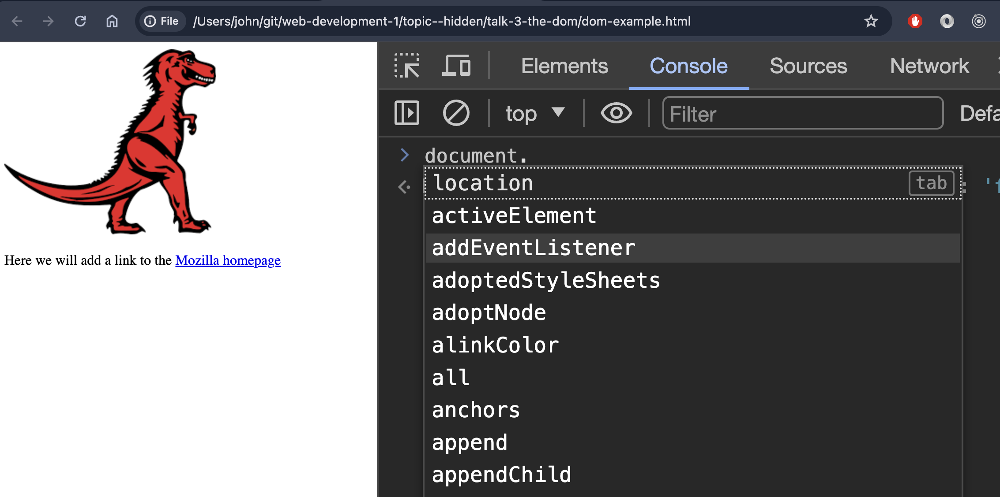 File /Users/john/git/web-development-1/topic--hidden/talk-3-the-dom/dom-example.html
Elements Console Sources Network
top Filter Defa
document.
location tab : 'f
activeElement
addEventListener
adoptedStyleSheets
adoptNode
alinkColor
all
anchors
append
appendChild
Here we will add a link to the Mozilla homepage